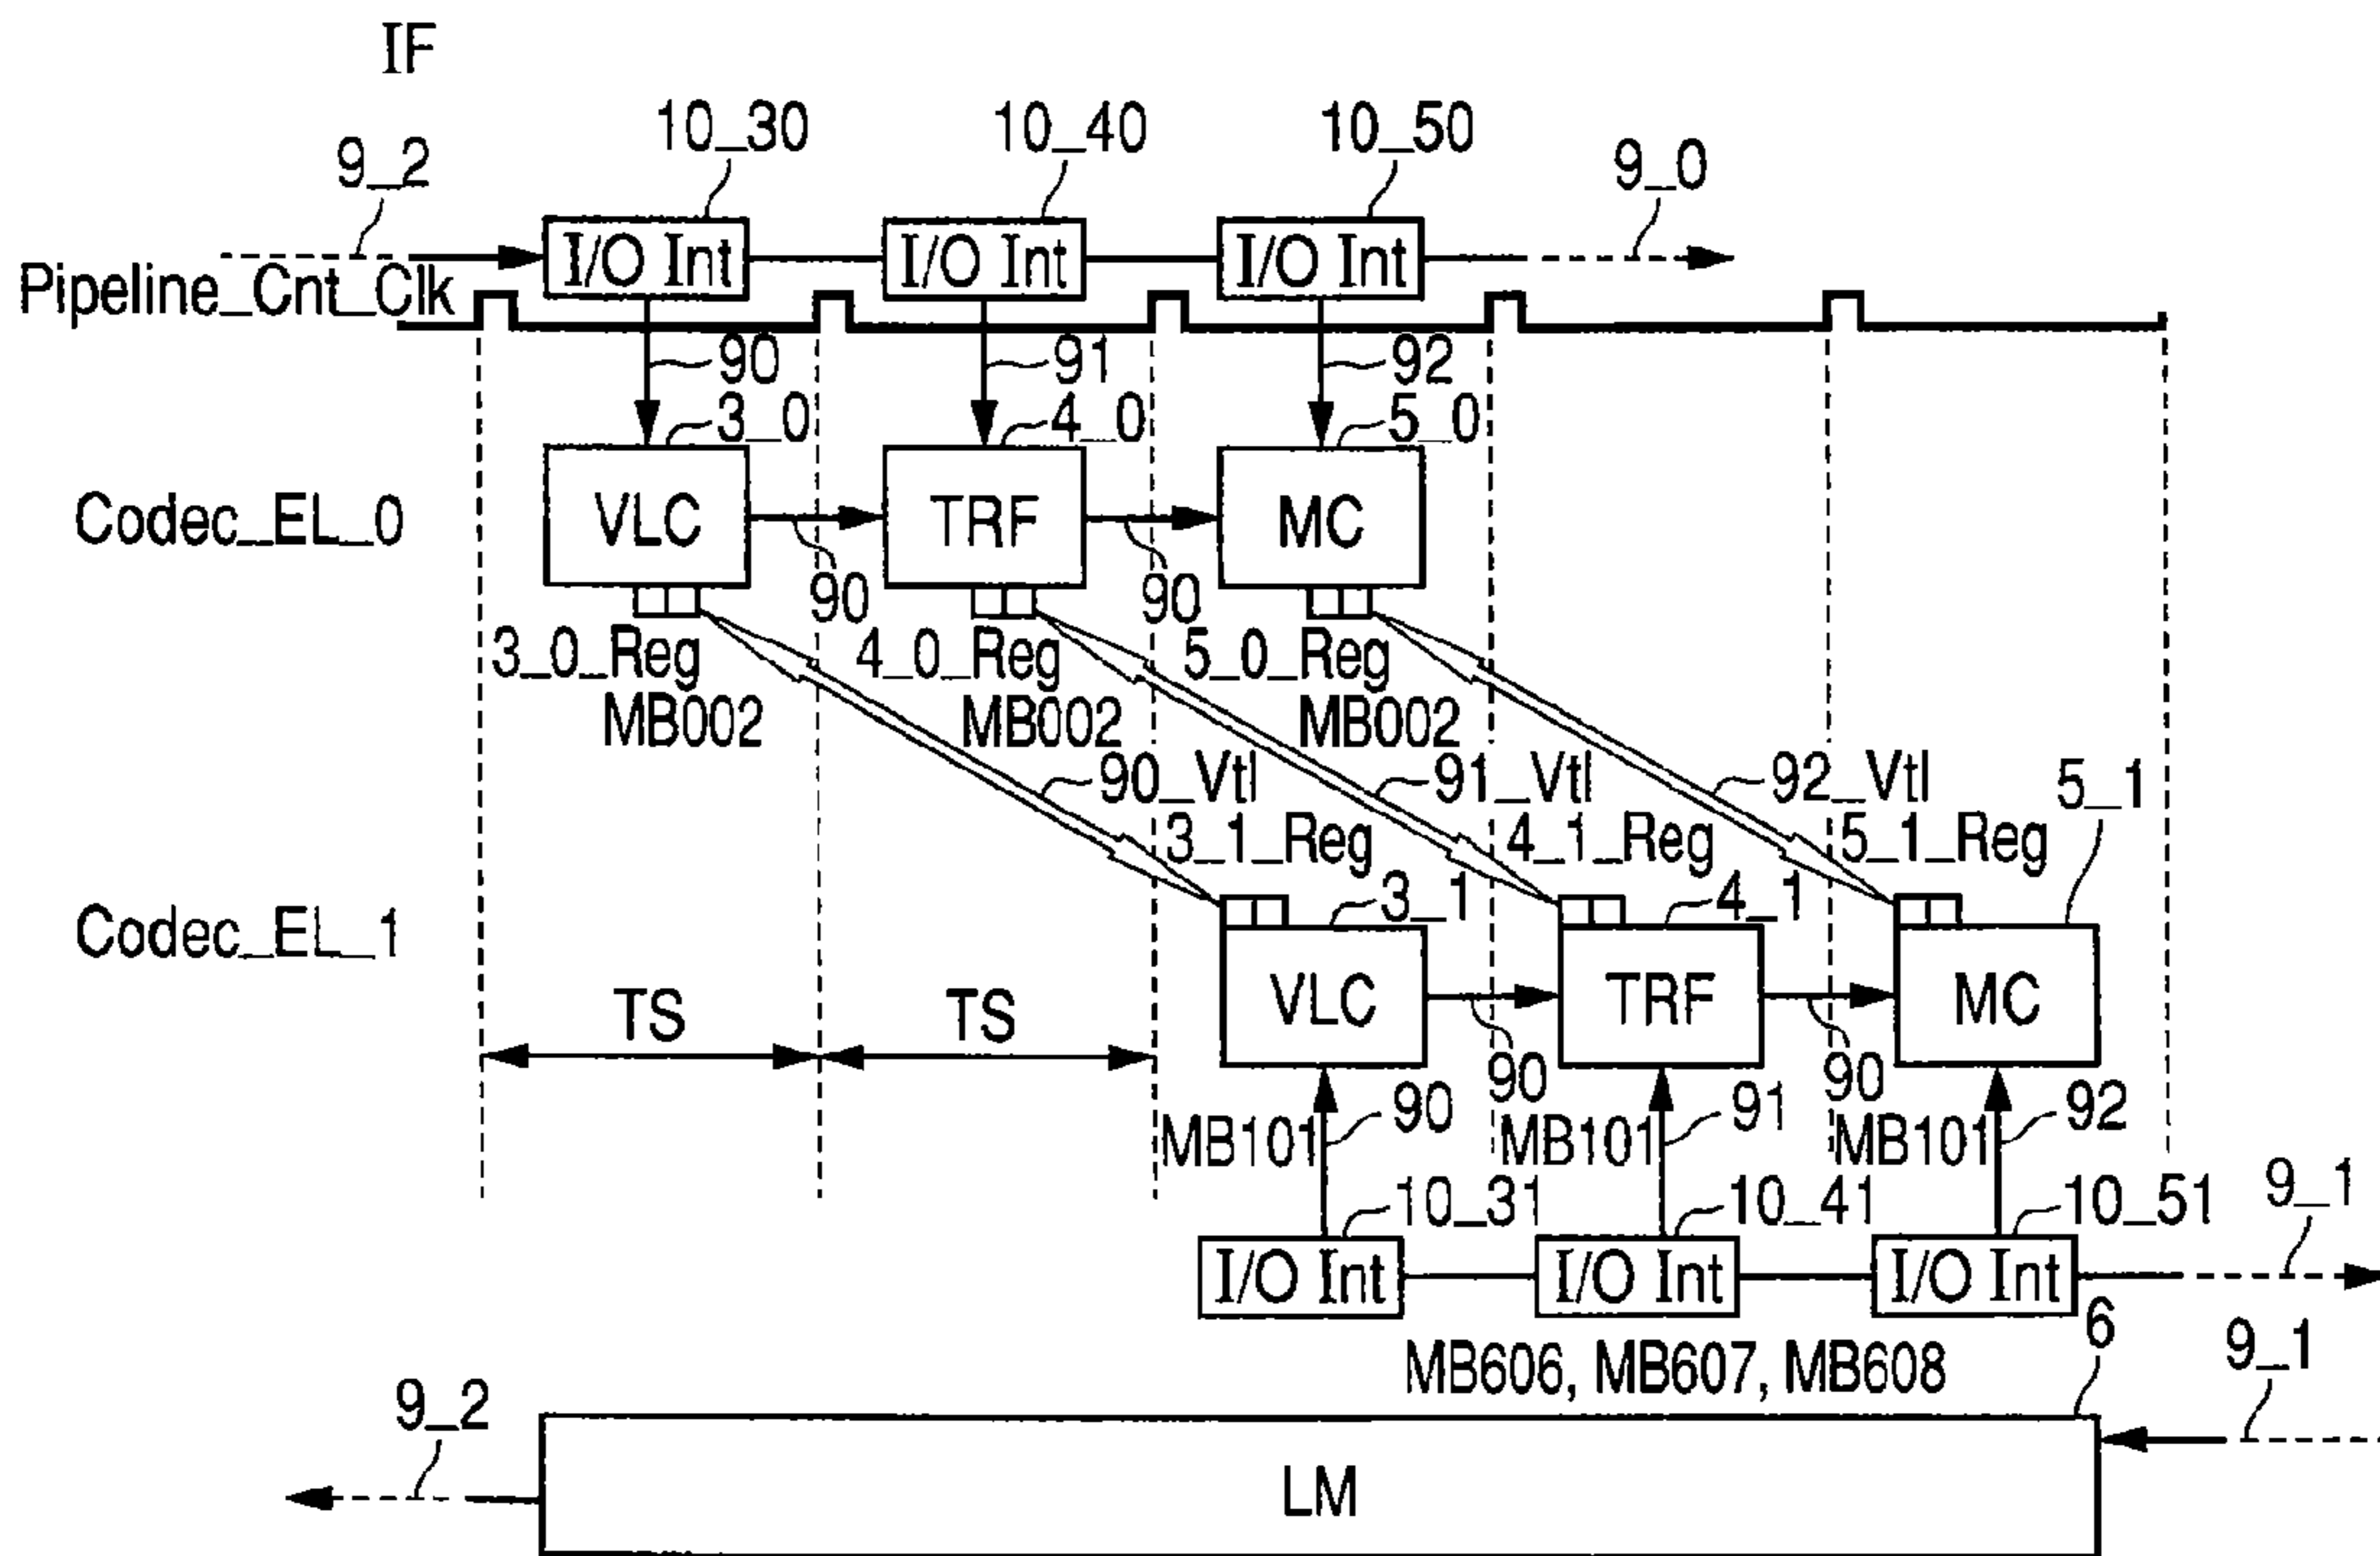 IF
10_30 10_40 10_50
9_2 9_0
I/O Int I/O Int I/O Int
Pipeline_Cnt_Clk
90 91 92
3_0 4_0 5_0
Codec_EL_0 VLC TRF MC
90 90
3_0_Reg 4_0_Reg 5_0_Reg
MB002 MB002 MB002
90_Vtl 91_Vtl 92_Vtl 5_1
3_1_Reg 4_1_Reg 5_1_Reg
3_1 4_1
Codec_EL_1
VLC TRF MC
TS TS
90 90
90 91 92
MB101 MB101 MB101
10_31 10_41 10_51 9_1
I/O Int I/O Int I/O Int
6
MB606, MB607, MB608 9_1
9_2
LM